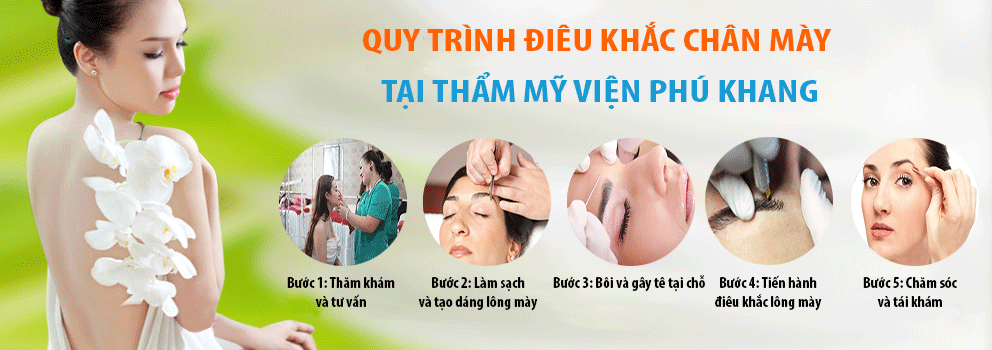 QUY TRÌNH ĐIÊU KHẮC CHÂN MÀY
TẠI THẨM MỸ VIỆN PHÚ KHANG
Bước 1: Thăm khám
và tư vấn
Bước 2: Làm sạch
và tạo dáng lông mày
Bước 3: Bôi và gây tê tại chỗ
Bước 4: Tiến hành
điêu khắc lông mày
Bước 5: Chăm sóc
và tái khám